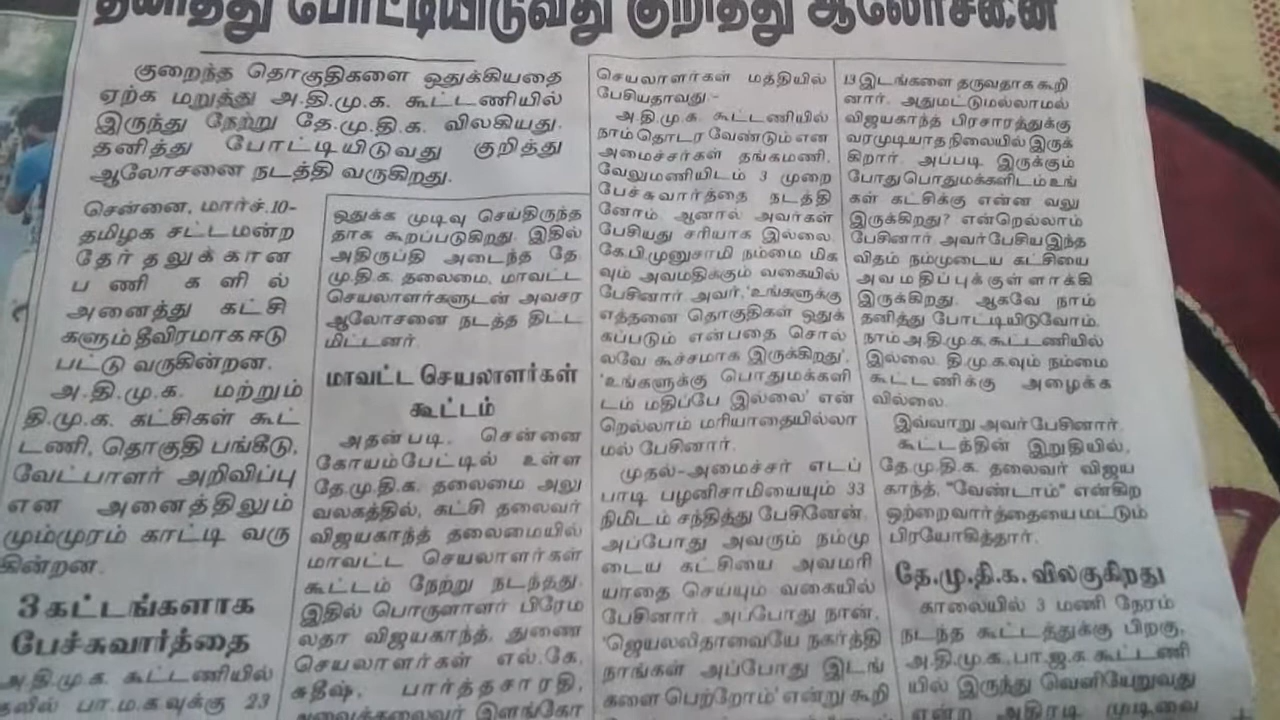 தனித்து போட்டியிடுவது குறித்து ஆலோசனை
குறைந்த தொகுதிகளை ஒதுக்கியதை
ஏற்க மறுத்து அ.தி.மு.க. கூட்டணியில்
இருந்து நேற்று தே.மு.தி.க. விலகியது.
தனித்து போட்டியிடுவது குறித்து
ஆலோசனை நடத்தி வருகிறது.
சென்னை, மார்ச்.10-
தமிழக சட்டமன்ற
தேர்தலுக்கான
பணிகளில்
அனைத்து கட்சி
களும் தீவிரமாக ஈடு
பட்டு வருகின்றன.
அ.தி.மு.க. மற்றும்
தி.மு.க. கட்சிகள் கூட்
டணி, தொகுதி பங்கீடு,
வேட்பாளர் அறிவிப்பு
என அனைத்திலும்
மும்முரம் காட்டி வரு
கின்றன.
3 கட்டங்களாக
பேச்சுவார்த்தை
அ.தி.மு.க. கூட்டணியில்
பா.ம.க.வுக்கு 23
ஒதுக்க முடிவு செய்திருந்த
தாக கூறப்படுகிறது. இதில்
அதிருப்தி அடைந்த தே.
மு.தி.க. தலைமை, மாவட்ட
செயலாளர்களுடன் அவசர
ஆலோசனை நடத்த திட்ட
மிட்டனர்.
மாவட்ட செயலாளர்கள்
கூட்டம்
அதன்படி, சென்னை
கோயம்பேட்டில் உள்ள
தே.மு.தி.க. தலைமை அலு
வலகத்தில், கட்சி தலைவர்
விஜயகாந்த் தலைமையில்
மாவட்ட செயலாளர்கள்
கூட்டம் நேற்று நடந்தது.
இதில் பொருளாளர் பிரேம
லதா விஜயகாந்த், துணை
செயலாளர்கள் எல்.கே.
சுதீஷ், பார்த்தசாரதி,
அவைத்தலைவர் இளங்கோ
செயலாளர்கள் மத்தியில்
பேசியதாவது:-
அ.தி.மு.க. கூட்டணியில்
நாம் தொடர வேண்டும் என
அமைச்சர்கள் தங்கமணி,
வேலுமணியிடம் 3 முறை
பேச்சுவார்த்தை நடத்தி
னோம். ஆனால் அவர்கள்
பேசியது சரியாக இல்லை.
கே.பி.முனுசாமி நம்மை மிக
வும் அவமதிக்கும் வகையில்
பேசினார் அவர், 'உங்களுக்கு
எத்தனை தொகுதிகள் ஒதுக்
கப்படும் என்பதை சொல்
லவே கூச்சமாக இருக்கிறது',
'உங்களுக்கு பொதுமக்களி
டம் மதிப்பே இல்லை' என்
றெல்லாம் மரியாதையில்லா
மல் பேசினார்.
முதல்-அமைச்சர் எடப்
பாடி பழனிசாமியையும் 33
நிமிடம் சந்தித்து பேசினேன்.
அப்போது அவரும் நம்மு
டைய கட்சியை அவமரி
யாதை செய்யும் வகையில்
பேசினார். அப்போது நான்,
'ஜெயலலிதாவையே நகர்த்தி
நாங்கள் அப்போது இடங்
களை பெற்றோம்' என்று கூறி
13 இடங்களை தருவதாக கூறி
னார். அதுமட்டுமல்லாமல்
விஜயகாந்த் பிரசாரத்துக்கு
வரமுடியாத நிலையில் இருக்
கிறார். அப்படி இருக்கும்
போது பொதுமக்களிடம் உங்
கள் கட்சிக்கு என்ன வலு
இருக்கிறது? என்றெல்லாம்
பேசினார் அவர்பேசிய இந்த
விதம் நம்முடைய கட்சியை
அவமதிப்புக்குள்ளாக்கி
இருக்கிறது. ஆகவே நாம்
தனித்து போட்டியிடுவோம்.
நாம் அ.தி.மு.க. கூட்டணியில்
இல்லை. தி.மு.க.வும் நம்மை
கூட்டணிக்கு அழைக்க
வில்லை.
இவ்வாறு அவர் பேசினார்.
கூட்டத்தின் இறுதியில்,
தே.மு.தி.க. தலைவர் விஜய
காந்த், "வேண்டாம்" என்கிற
ஒற்றை வார்த்தையை மட்டும்
பிரயோகித்தார்.
தே.மு.தி.க. விலகுகிறது
காலையில் 3 மணி நேரம்
நடந்த கூட்டத்துக்கு பிறகு,
அ.தி.மு.க., பா.ஜ.க. கூட்டணி
யில் இருந்து வெளியேறுவது
என்ற அதிரடி முடிவை